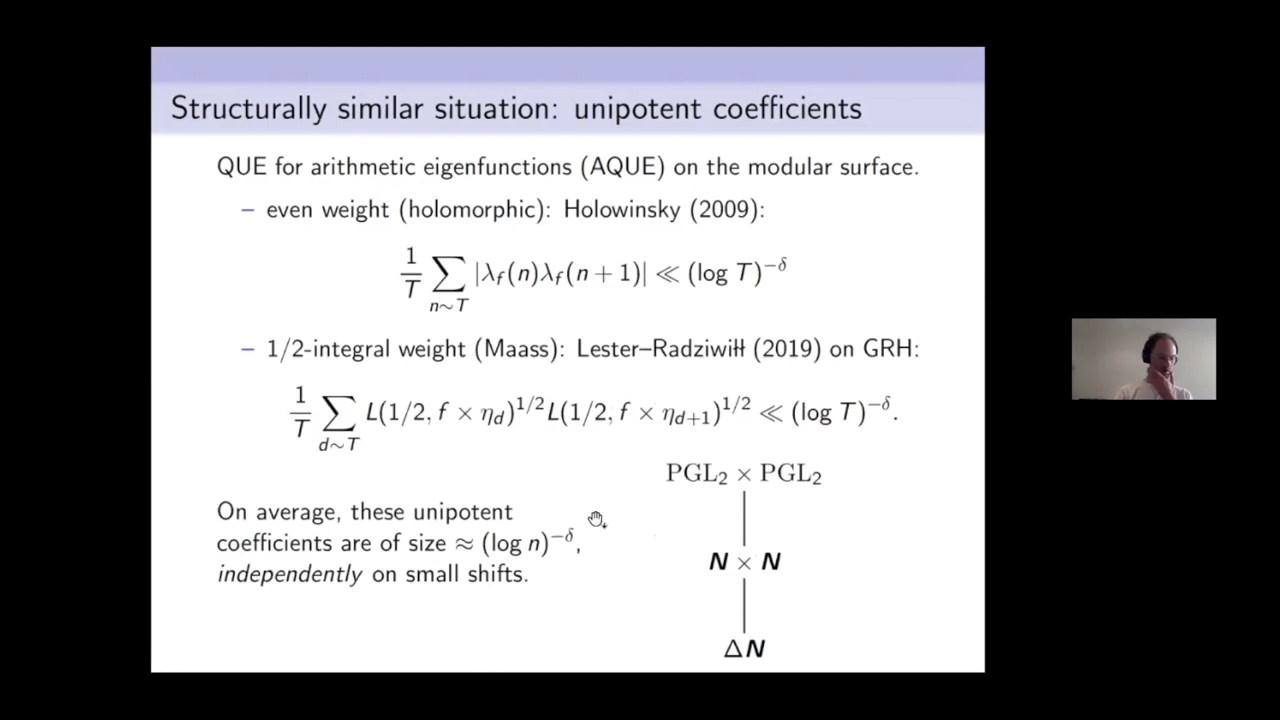 Structurally similar situation: unipotent coefficients
QUE for arithmetic eigenfunctions (AQUE) on the modular surface.
– even weight (holomorphic): Holowinsky (2009):
1/T ∑_{n∼T} |λ_f(n)λ_f(n + 1)| ≪ (log T)^{−δ}
– 1/2-integral weight (Maass): Lester–Radziwiłł (2019) on GRH:
1/T ∑_{d∼T} L(1/2, f × η_d)^{1/2} L(1/2, f × η_{d+1})^{1/2} ≪ (log T)^{−δ}.
On average, these unipotent
coefficients are of size ≈ (log n)^{−δ},
independently on small shifts.
PGL₂ × PGL₂
N × N
ΔN